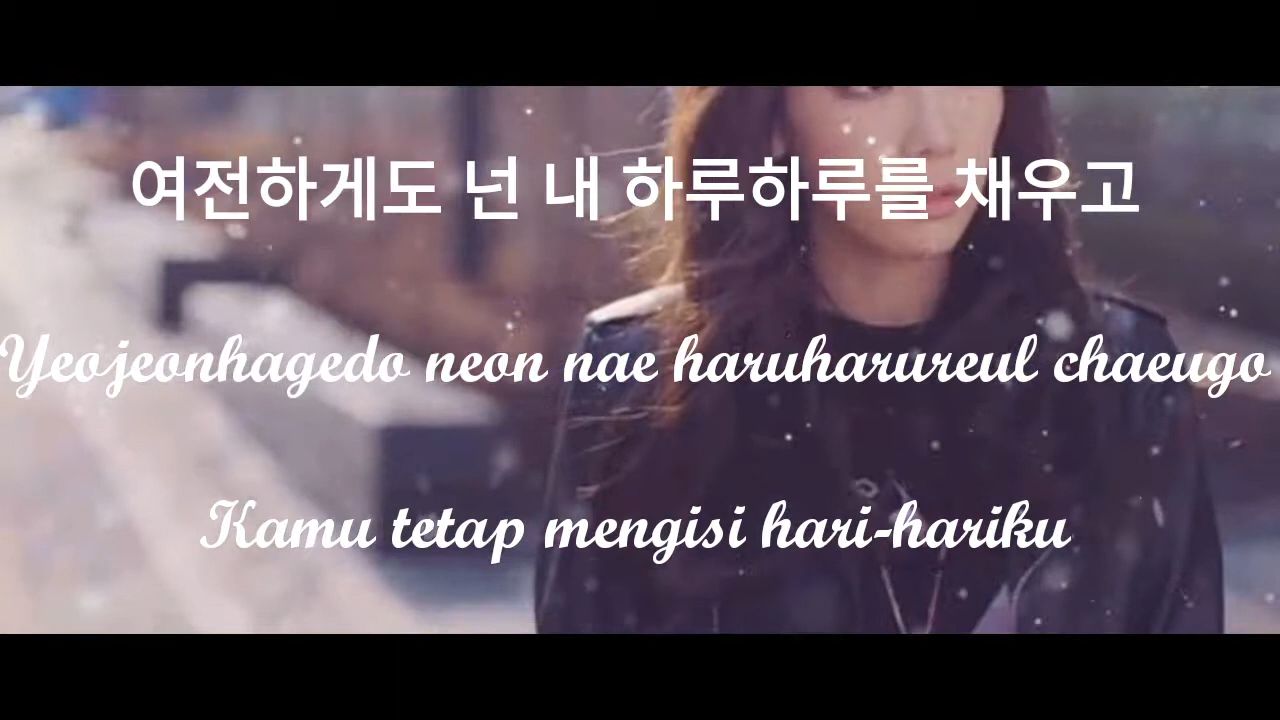 여전하게도 넌 내 하루하루를 채우고
Yeojeonhagedo neon nae haruharureul chaeugo
Kamu tetap mengisi hari-hariku